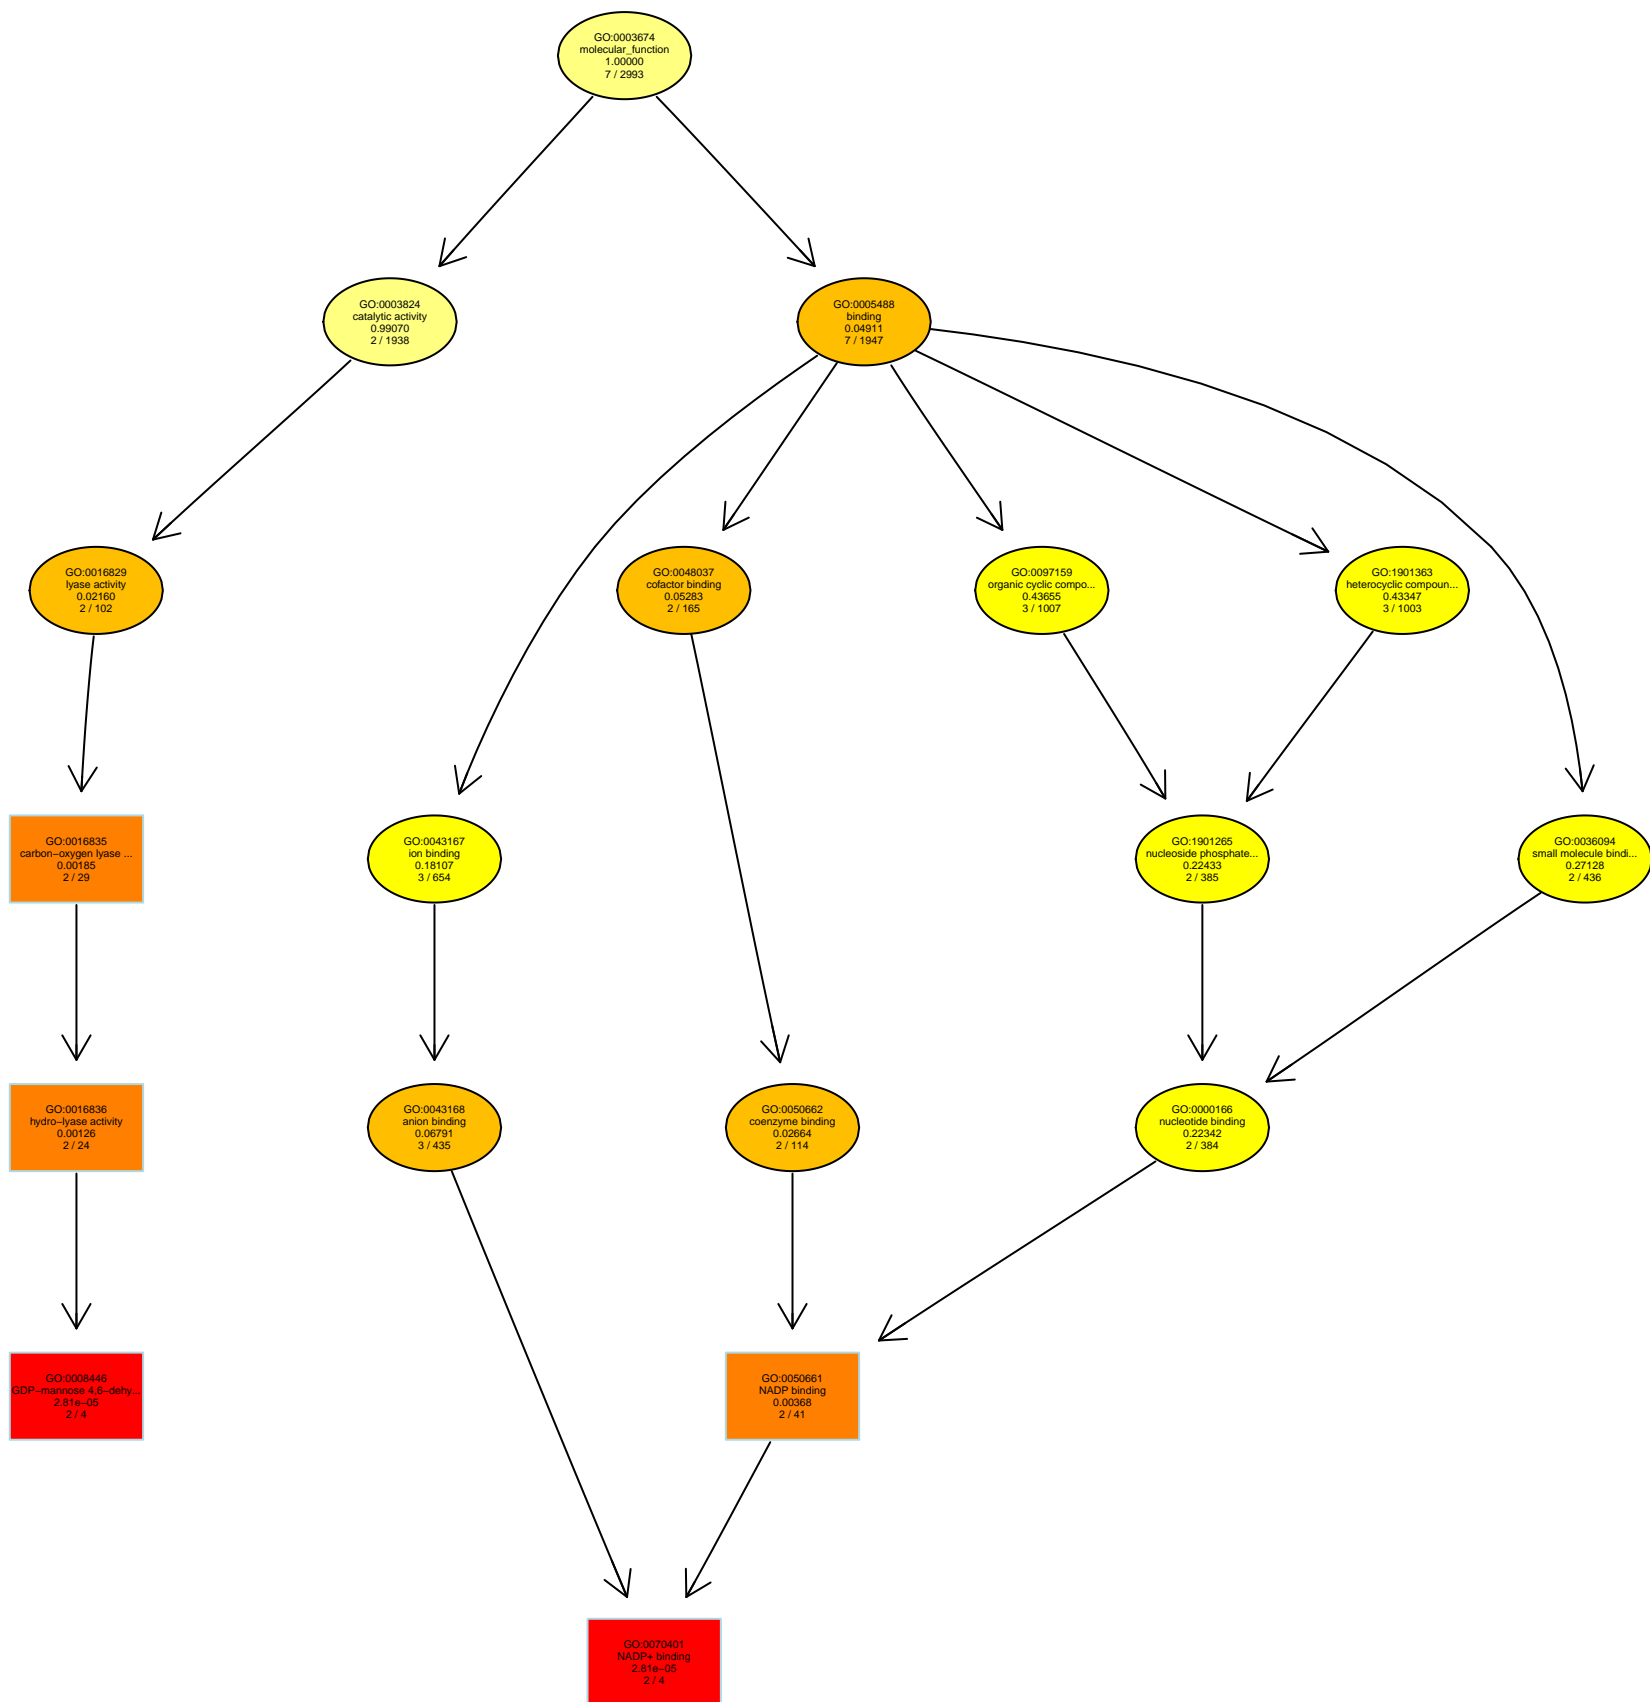 GO:0003674
molecular_function
1.00000
7 / 2993
GO:0003824
catalytic activity
0.99070
2 / 1938
GO:0005488
binding
0.04911
7 / 1947
GO:0016829
lyase activity
0.02160
2 / 102
GO:0048037
cofactor binding
0.05283
2 / 165
GO:0097159
organic cyclic compo...
0.43655
3 / 1007
GO:1901363
heterocyclic compoun...
0.43347
3 / 1003
GO:0016835
carbon−oxygen lyase ...
0.00185
2 / 29
GO:0043167
ion binding
0.18107
3 / 654
GO:1901265
nucleoside phosphate...
0.22433
2 / 385
GO:0036094
small molecule bindi...
0.27128
2 / 436
GO:0016836
hydro−lyase activity
0.00126
2 / 24
GO:0043168
anion binding
0.06791
3 / 435
GO:0050662
coenzyme binding
0.02664
2 / 114
GO:0000166
nucleotide binding
0.22342
2 / 384
GO:0008446
GDP−mannose 4,6−dehy...
2.81e−05
2 / 4
GO:0050661
NADP binding
0.00368
2 / 41
GO:0070401
NADP+ binding
2.81e−05
2 / 4